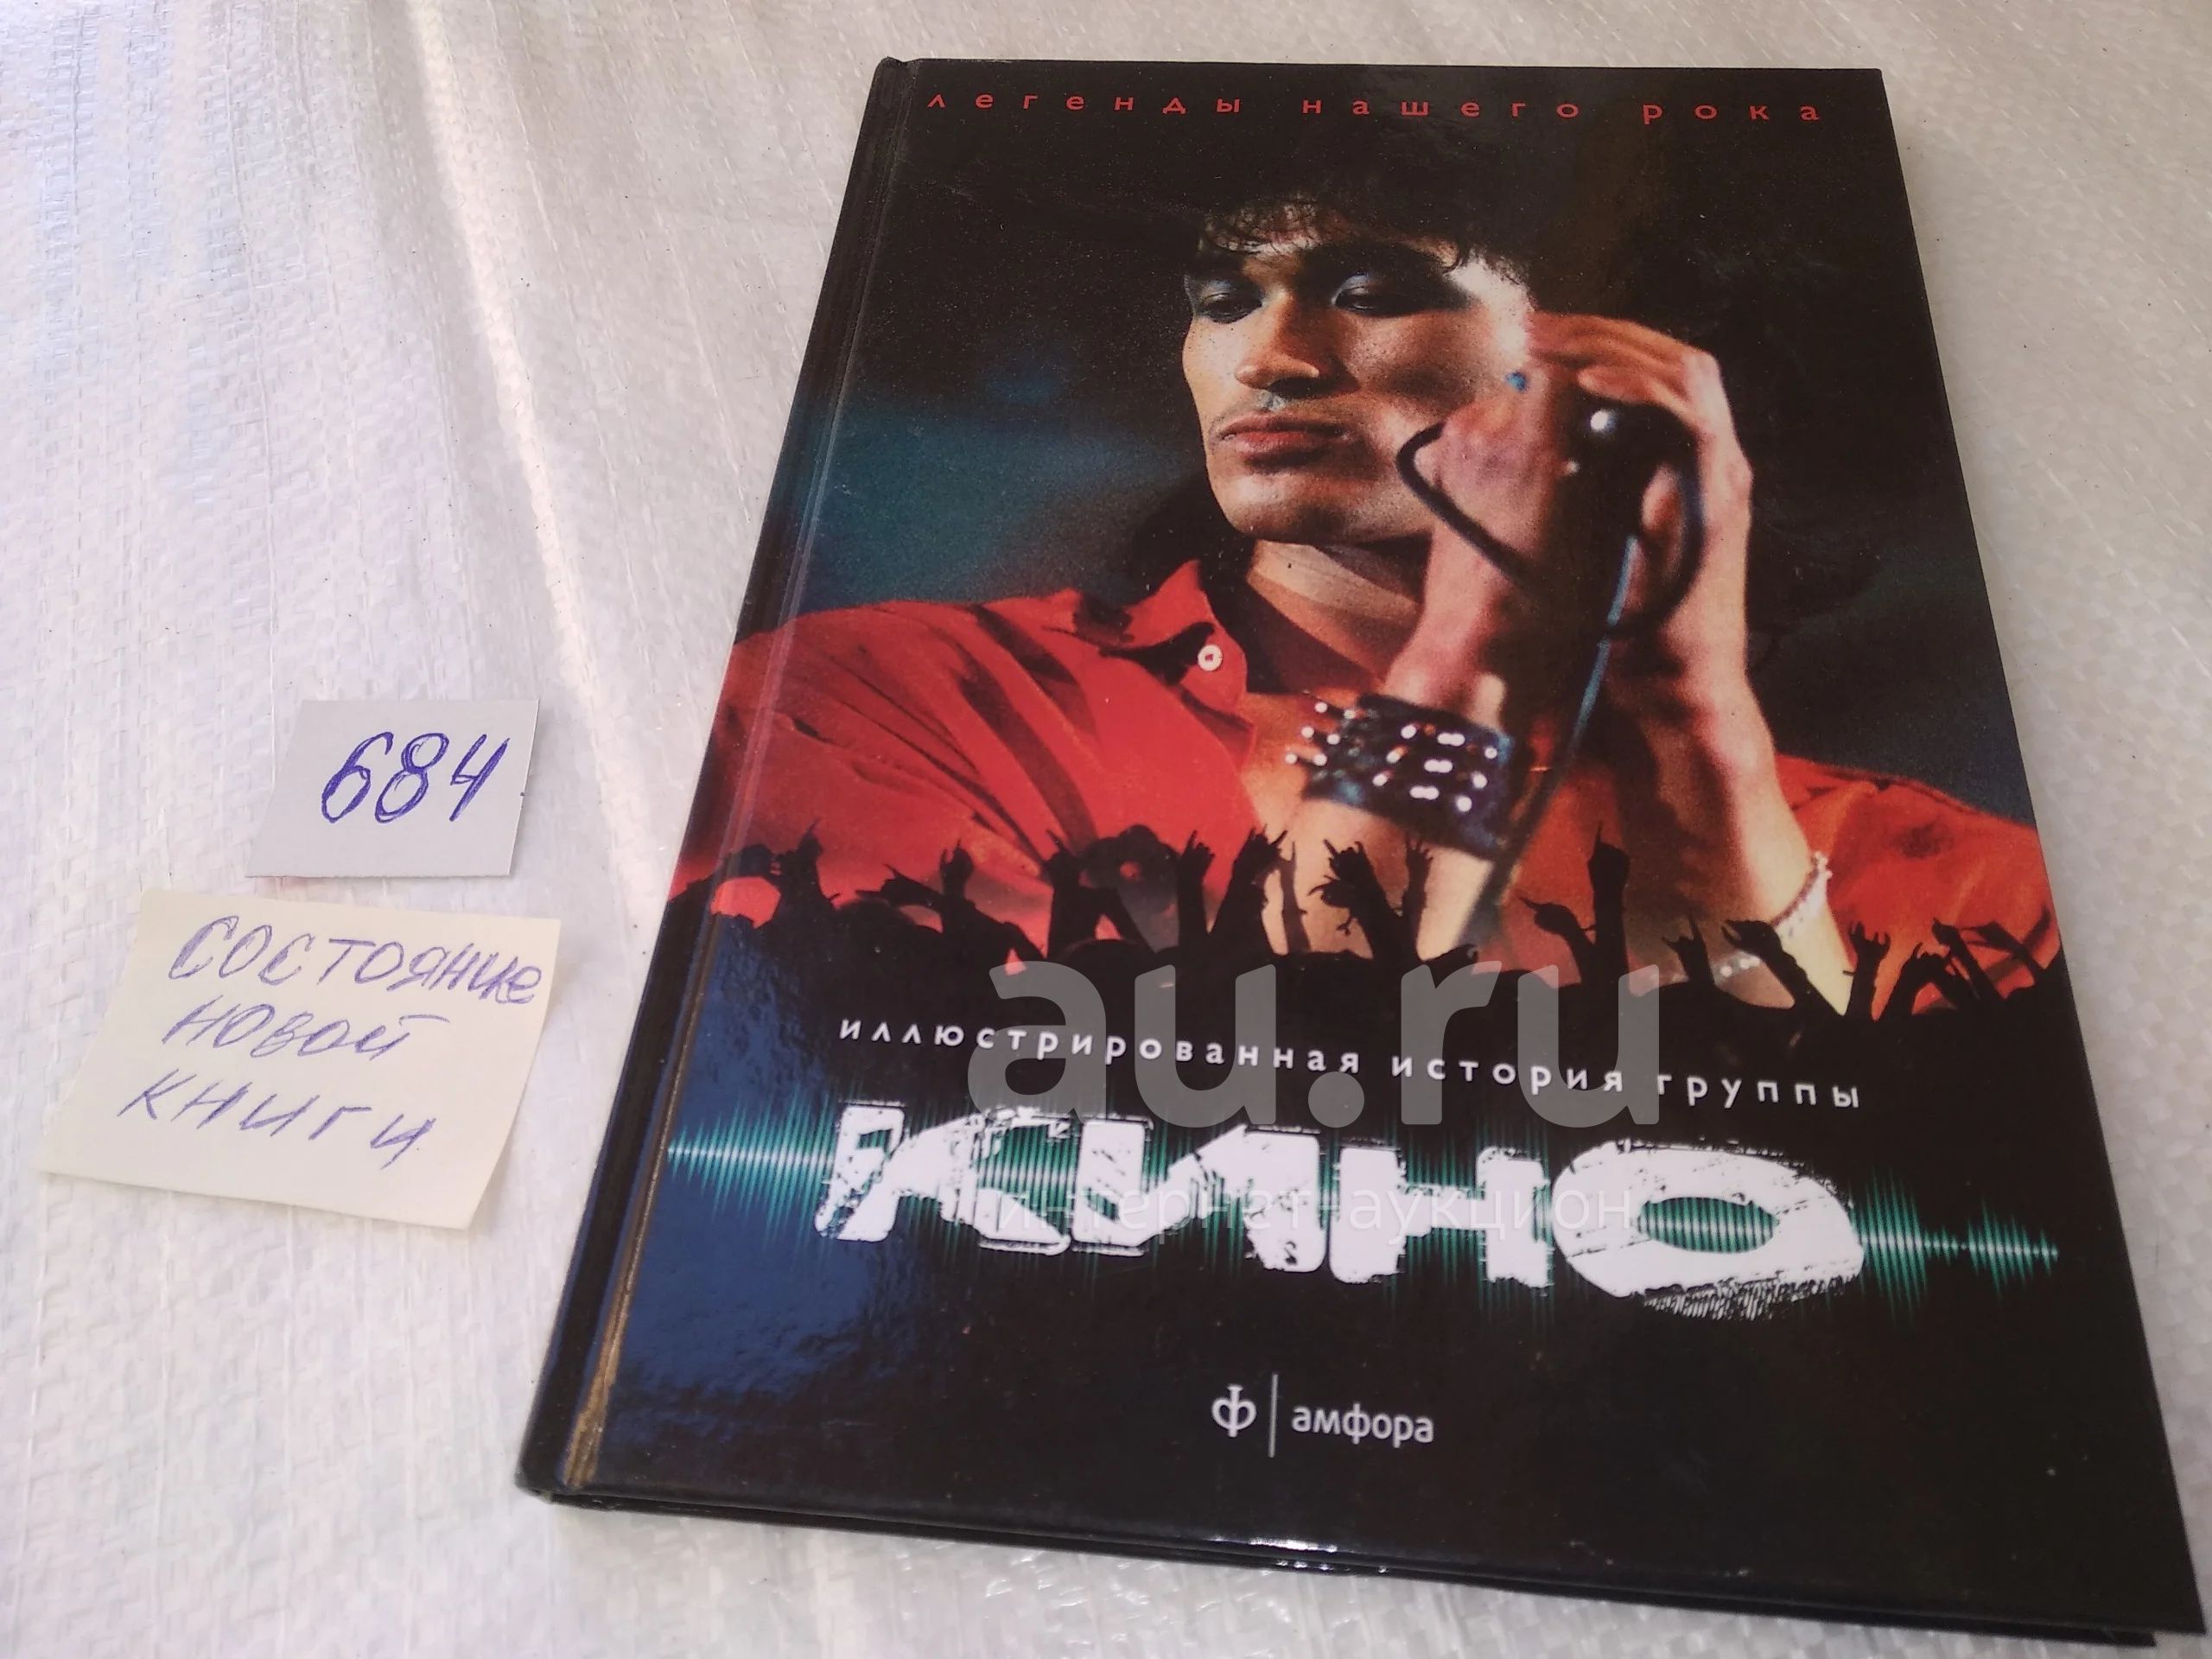 легенды нашего рока
684
состояние
новой
книги
au.ru
иллюстрированная история группы
КИНО
интернет-аукцион
Ф | амфора